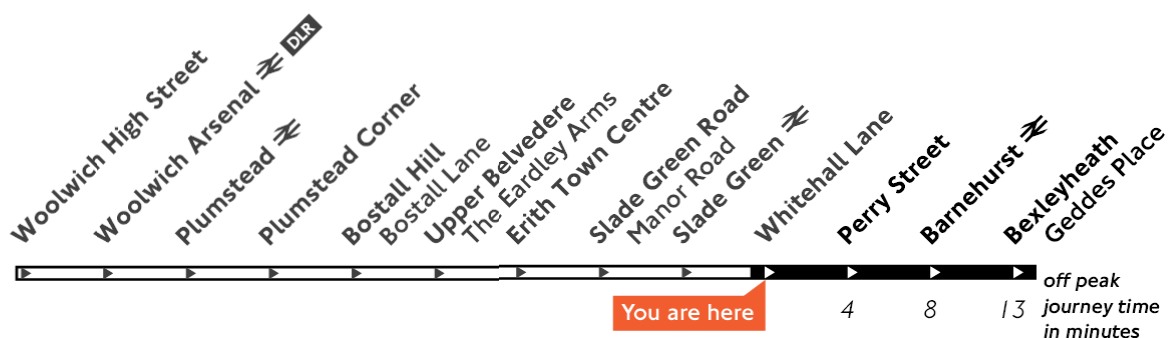 Woolwich High Street
Woolwich Arsenal DLR
Plumstead
Plumstead Corner
Bostall Hill
Bostall Lane
Upper Belvedere
The Eardley Arms
Erith Town Centre
Slade Green Road
Manor Road
Slade Green
Whitehall Lane
Perry Street
Barnehurst
Bexleyheath
Geddes Place
You are here
4
8
13
off peak
journey time
in minutes